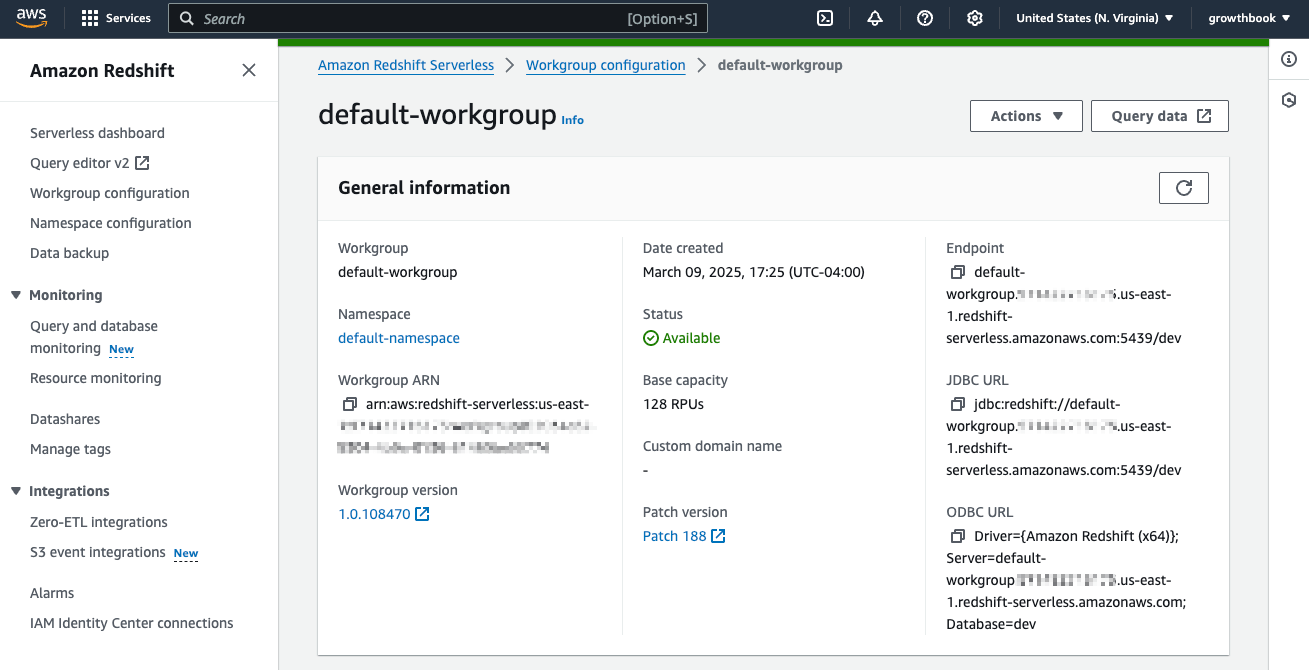 aws
Services
Search
[Option+S]
United States (N. Virginia)
growthbook
Amazon Redshift
Serverless dashboard
Query editor v2
Workgroup configuration
Namespace configuration
Data backup
Monitoring
Query and database
monitoring New
Resource monitoring
Datashares
Manage tags
Integrations
Zero-ETL integrations
S3 event integrations New
Alarms
IAM Identity Center connections
Amazon Redshift Serverless
Workgroup configuration
default-workgroup
default-workgroup Info
Actions
Query data
General information
Workgroup
default-workgroup
Namespace
default-namespace
Workgroup ARN
arn:aws:redshift-serverless:us-east-
Workgroup version
1.0.108470
Date created
March 09, 2025, 17:25 (UTC-04:00)
Status
Available
Base capacity
128 RPUs
Custom domain name
-
Patch version
Patch 188
Endpoint
default-
workgroup. .us-east-
1.redshift-
serverless.amazonaws.com:5439/dev
JDBC URL
jdbc:redshift://default-
workgroup. .us-east-
1.redshift-
serverless.amazonaws.com:5439/dev
ODBC URL
Driver={Amazon Redshift (x64)};
Server=default-
workgroup .us-east-
1.redshift-serverless.amazonaws.com;
Database=dev